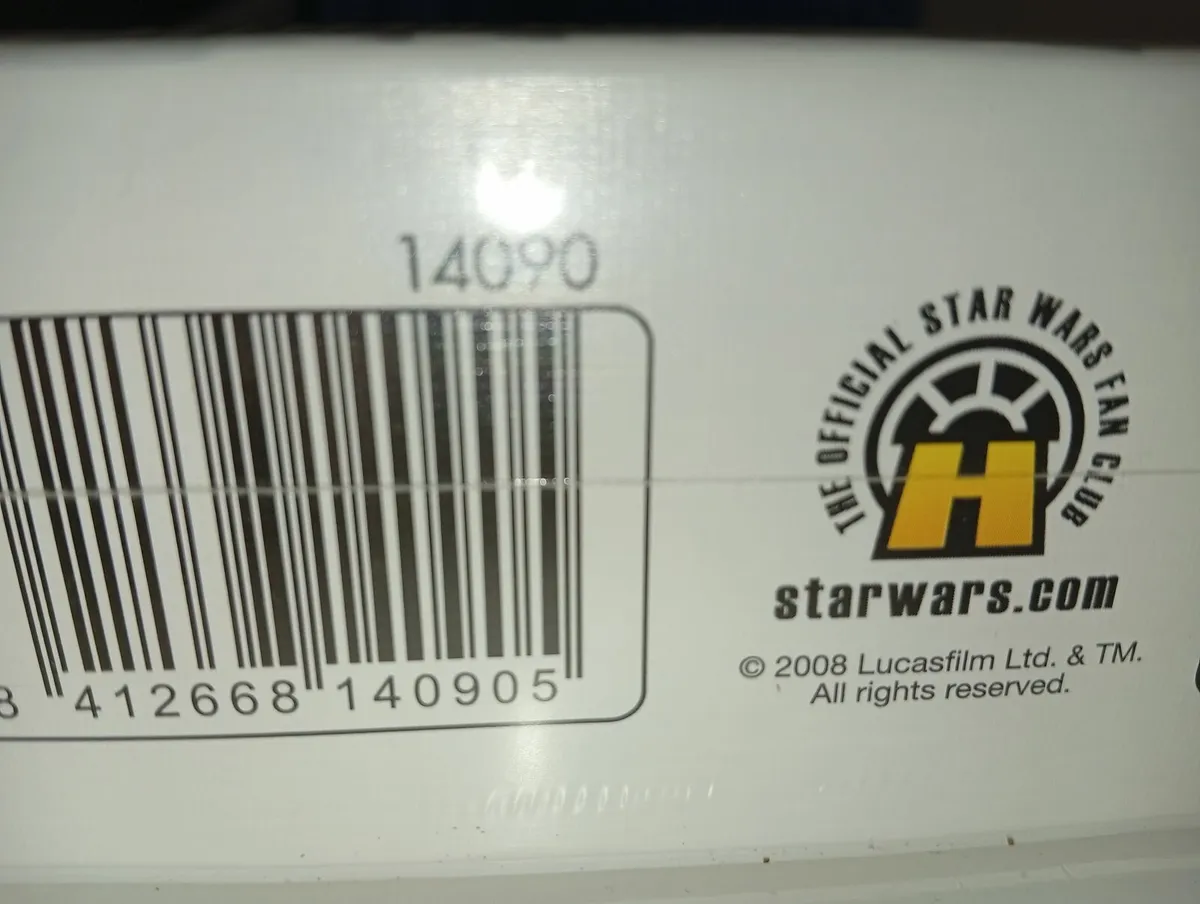 14090
8 412668 140905
THE OFFICIAL STAR WARS FAN CLUB
H
starwars.com
© 2008 Lucasfilm Ltd. & TM.
All rights reserved.